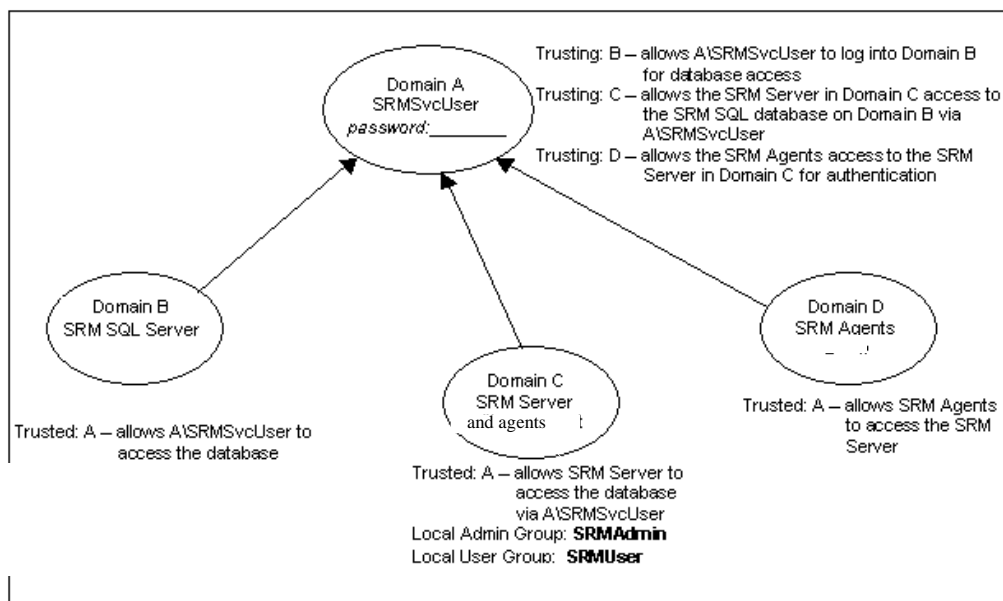 Domain A
SRMSvcUser
password:________
Trusting: B – allows A\SRMSvcUser to log into Domain B
for database access
Trusting: C – allows the SRM Server in Domain C access to
the SRM SQL database on Domain B via
A\SRMSvcUser
Trusting: D – allows the SRM Agents access to the SRM
Server in Domain C for authentication
Domain B
SRM SQL Server
Trusted: A – allows A\SRMSvcUser to
access the database
Domain C
SRM Server
and agents
Trusted: A – allows SRM Server to
access the database
via A\SRMSvcUser
Local Admin Group: SRMAdmin
Local User Group: SRMUser
Domain D
SRM Agents
Trusted: A – allows SRM Agents
to access the SRM
Server